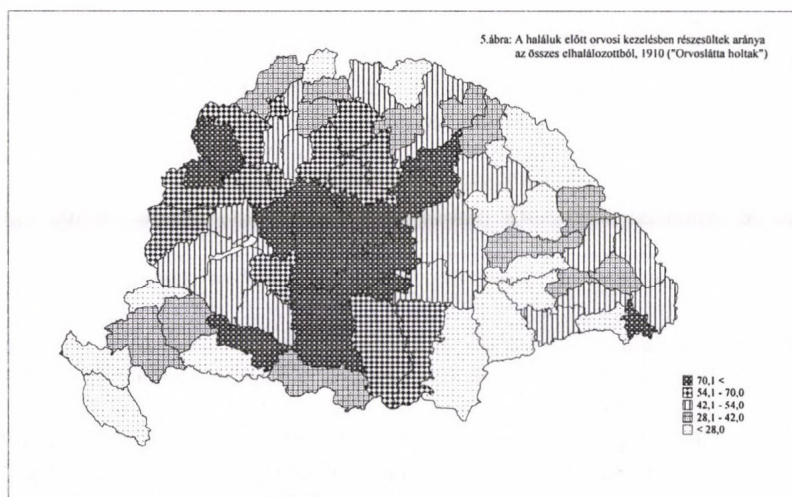 5.ábra: A haláluk előtt orvosi kezelésben részesültek aránya
az összes elhalálozottból, 1910 ("Orvoslátta holtak")
70,1 <
54,1 - 70,0
42,1 - 54,0
28,1 - 42,0
< 28,0